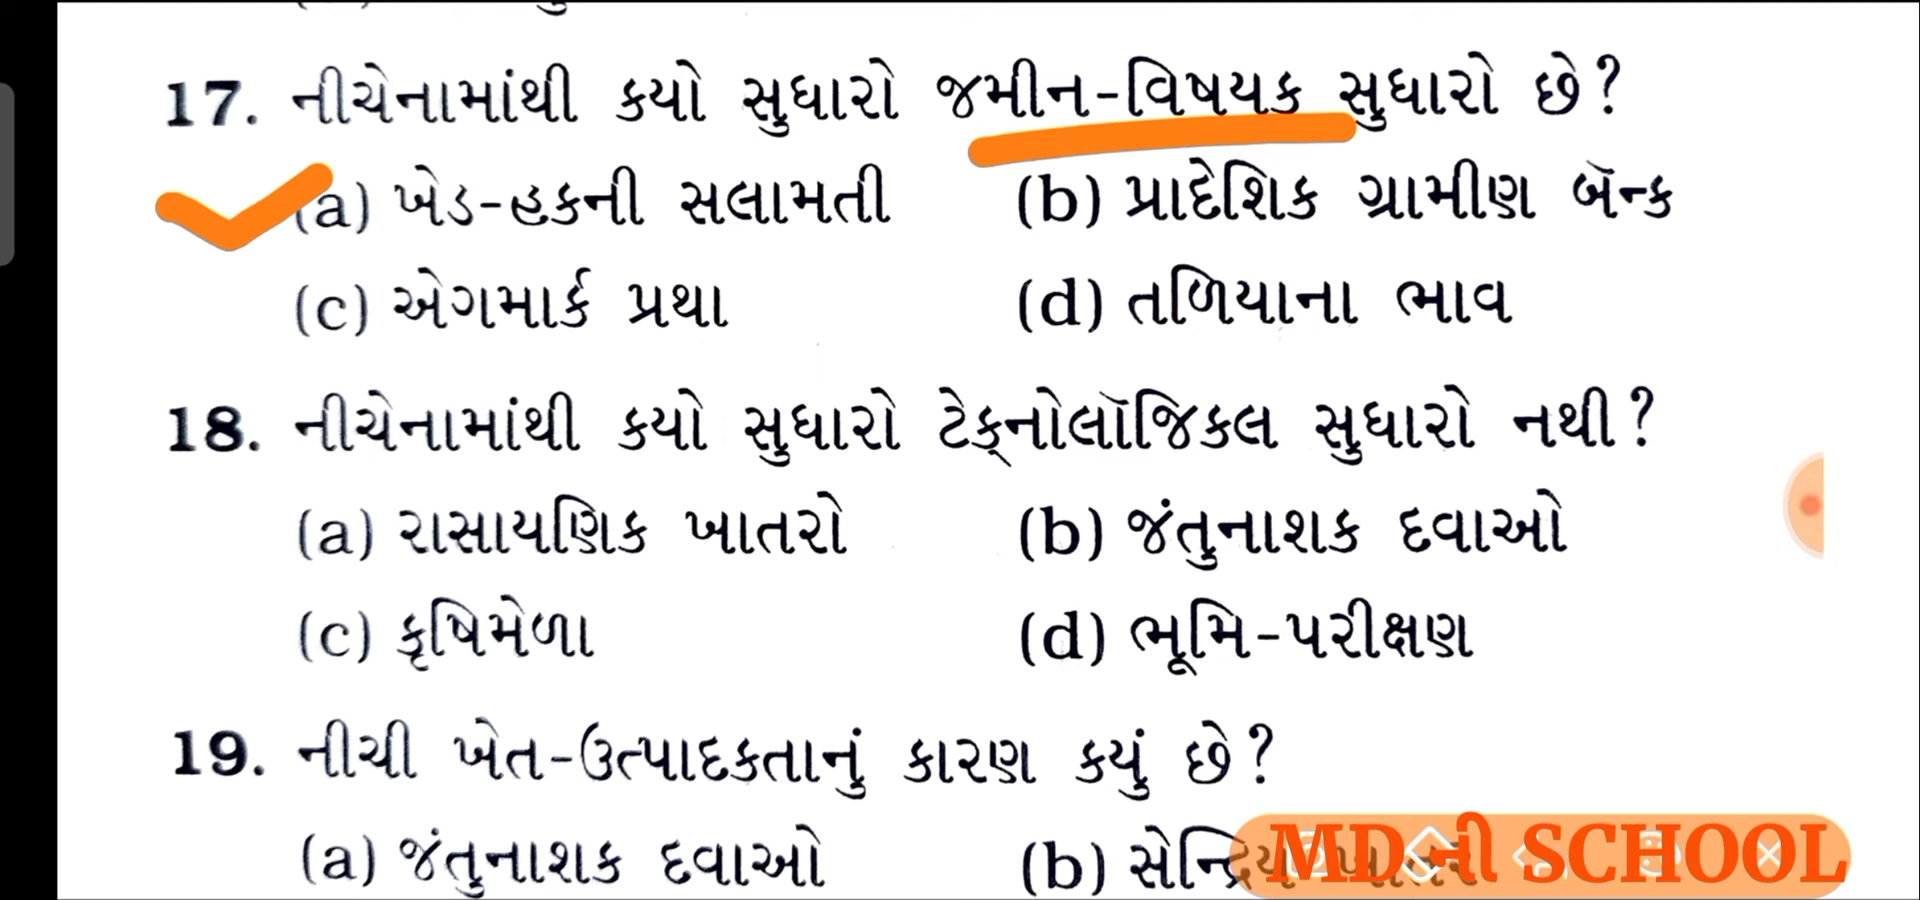 17. નીચેનામાંથી કયો સુધારો જમીન-વિષયક સુધારો છે?
(a) ખેડ-હકની સલામતી (b) પ્રાદેશિક ગ્રામીણ બૅન્ક
(c) એગમાર્ક પ્રથા (d) તળિયાના ભાવ
18. નીચેનામાંથી કયો સુધારો ટેક્નોલૉજિકલ સુધારો નથી?
(a) રાસાયણિક ખાતરો (b) જંતુનાશક દવાઓ
(c) કૃષિમેળા (d) ભૂમિ-પરીક્ષણ
19. નીચી ખેત-ઉત્પાદકતાનું કારણ કયું છે?
(a) જંતુનાશક દવાઓ (b) સેન્દ્રિય
MDની SCHOOL